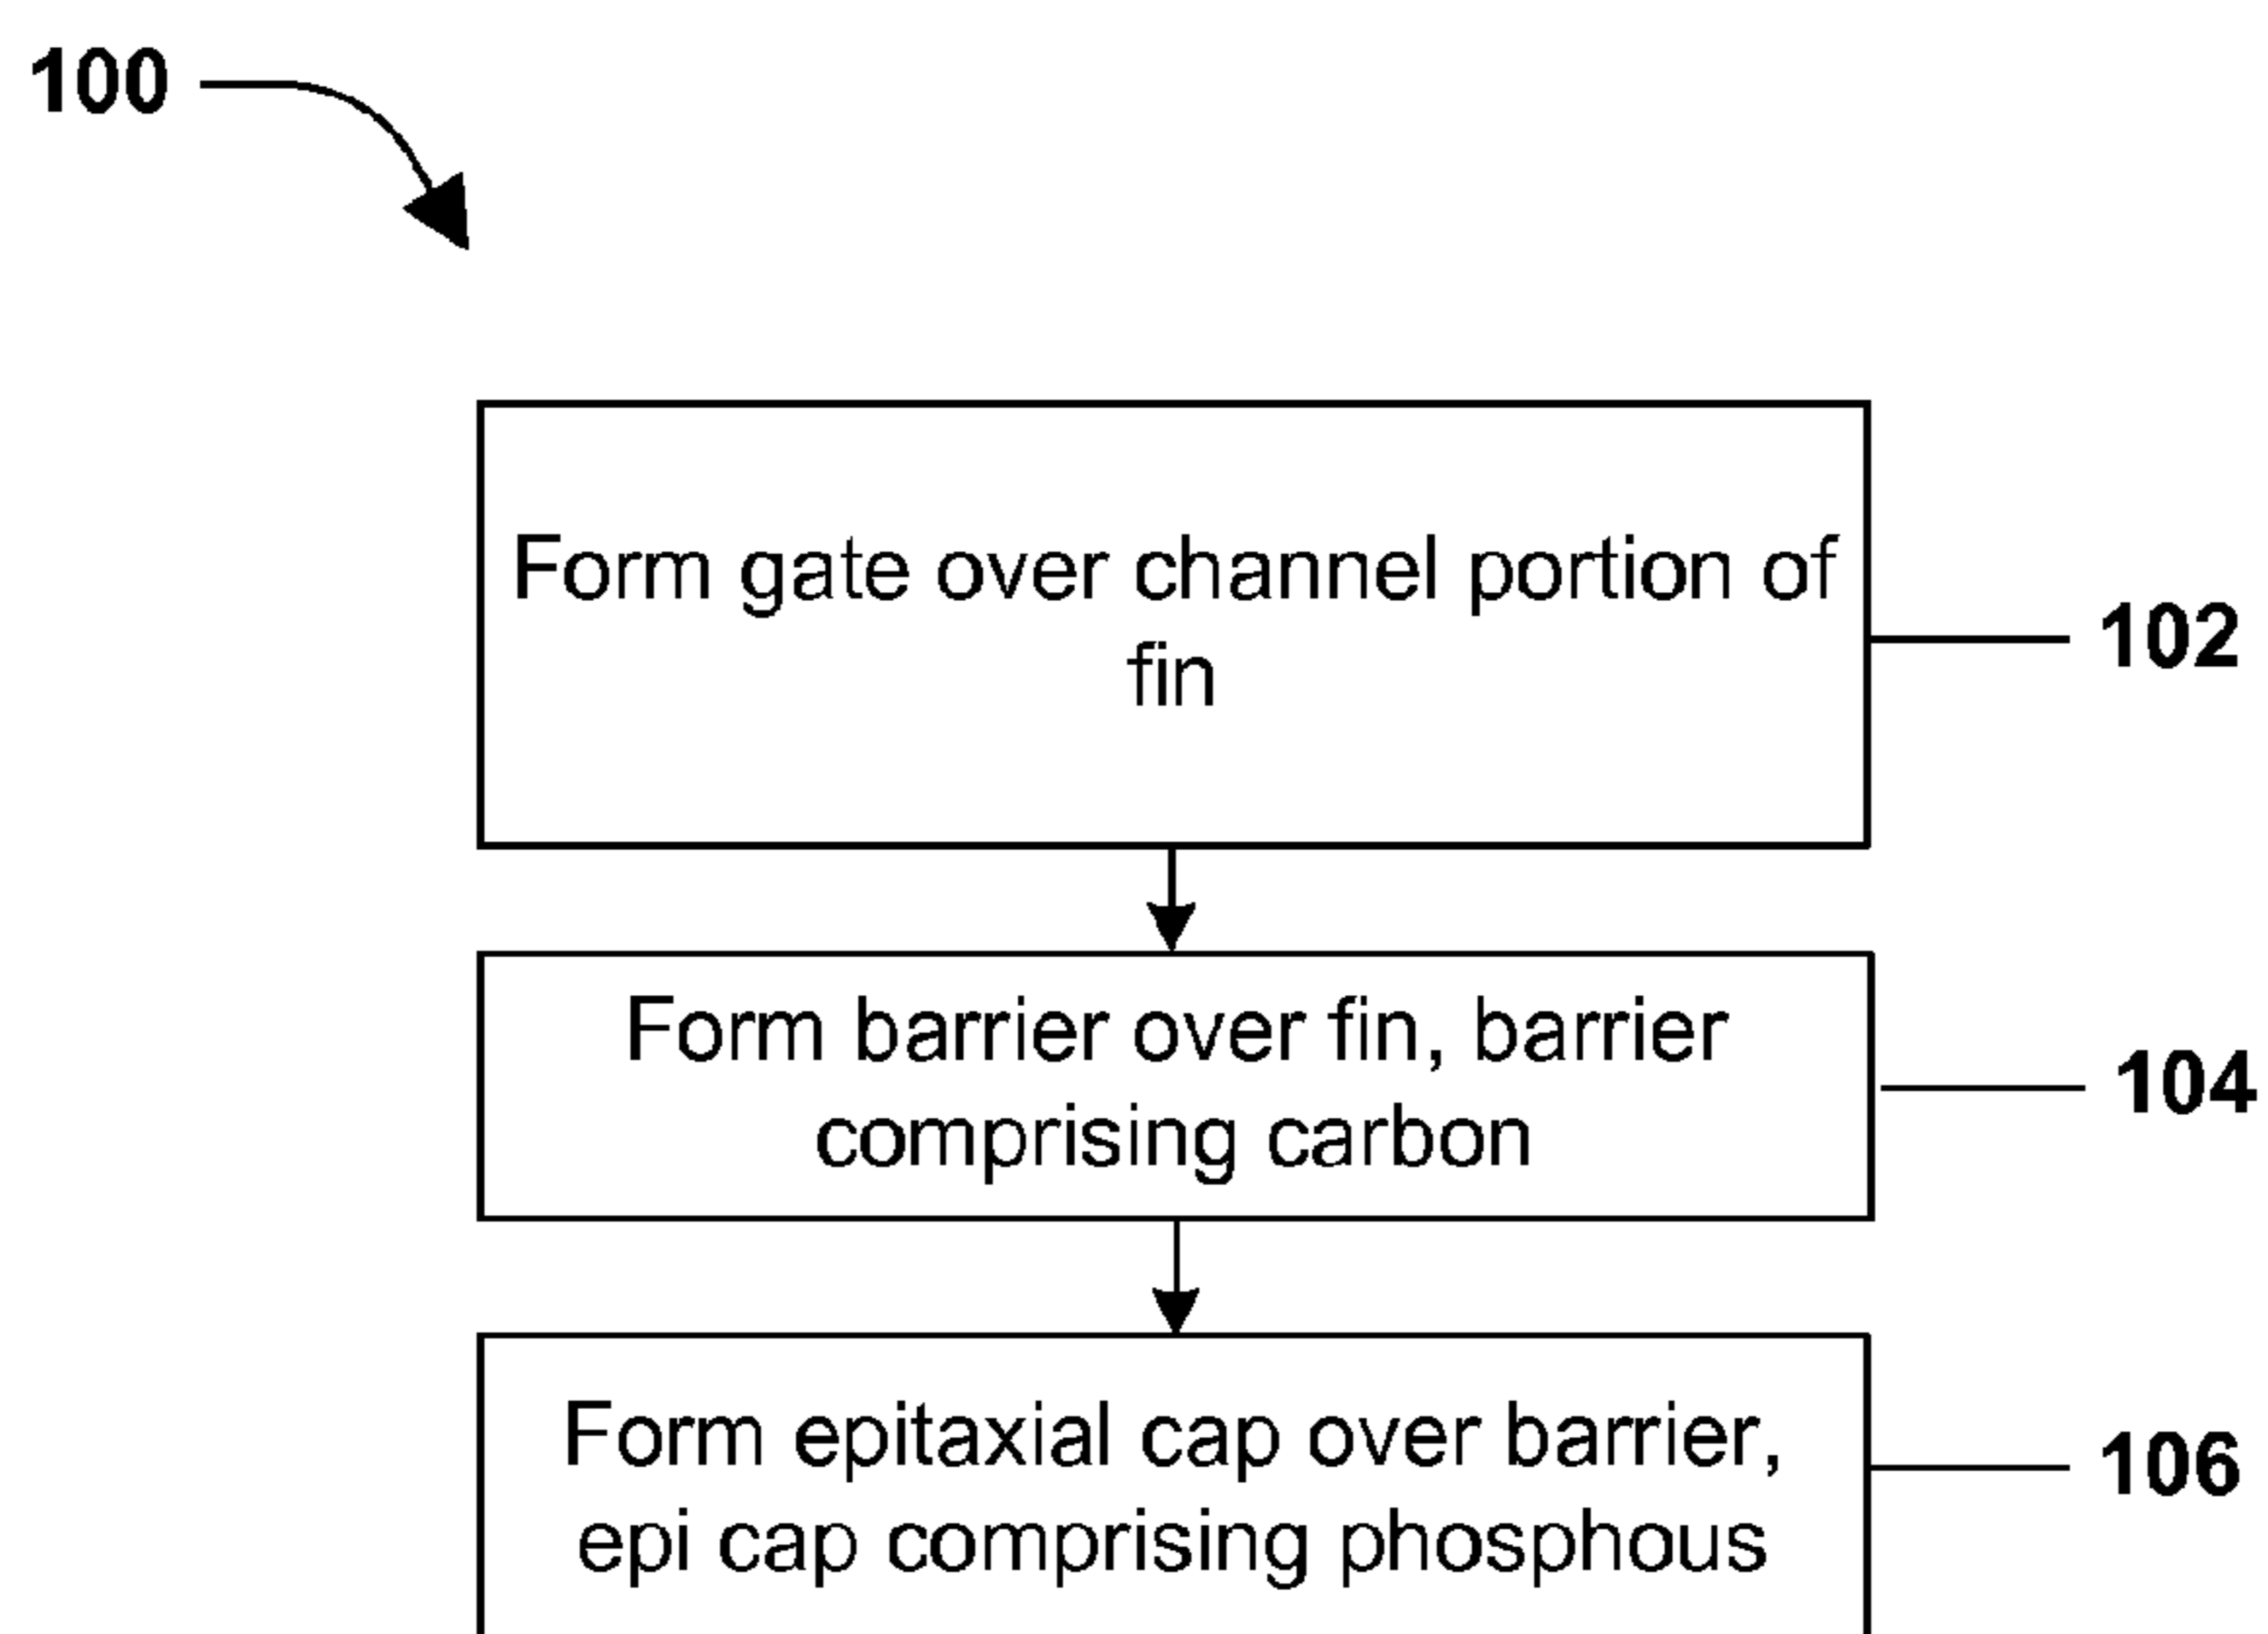 100
Form gate over channel portion of
fin
102
Form barrier over fin, barrier
comprising carbon
104
Form epitaxial cap over barrier,
epi cap comprising phosphous
106